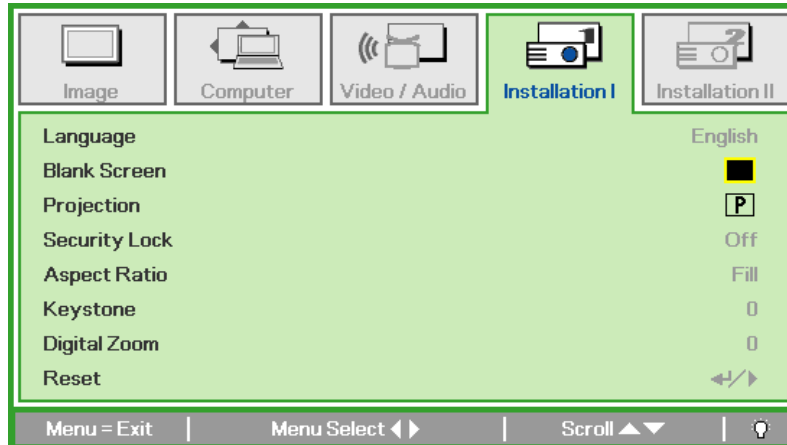 Image Computer Video / Audio Installation I Installation II
Language English
Blank Screen
Projection P
Security Lock Off
Aspect Ratio Fill
Keystone 0
Digital Zoom 0
Reset
Menu = Exit Menu Select Scroll